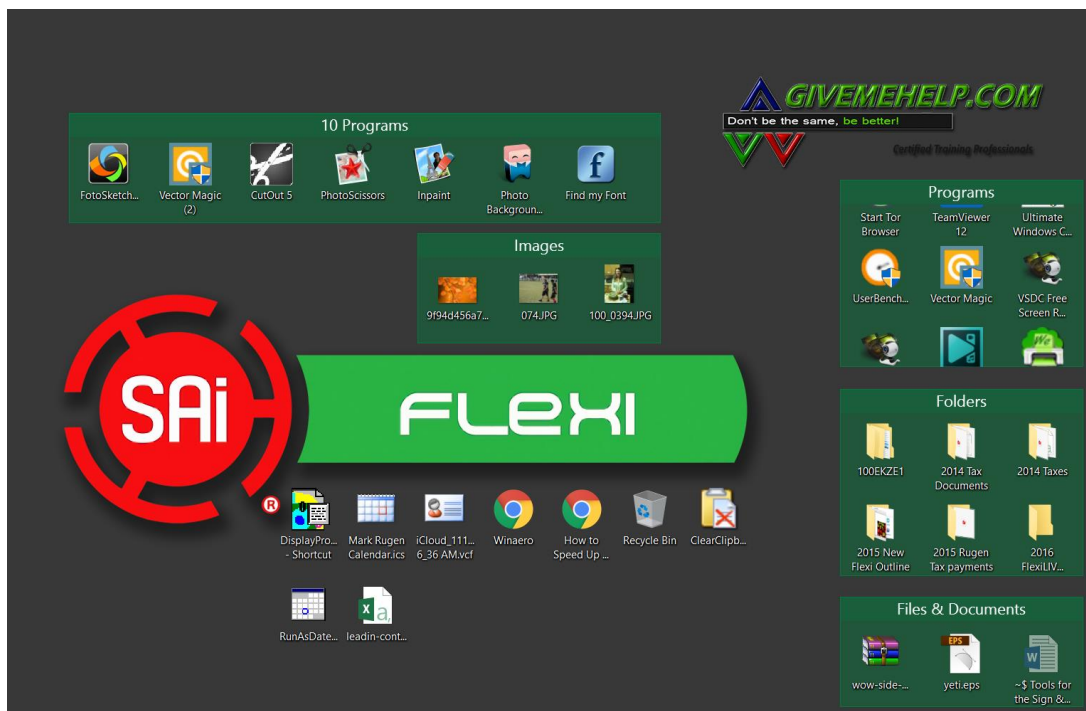 GIVEMEHELP.COM
Don't be the same, be better!
Certified Training Professionals
10 Programs
FotoSketch...
Vector Magic
(2)
CutOut 5
PhotoScissors
Inpaint
Photo
Backgroun...
Find my Font
Images
9f94d456a7...
074.JPG
100_0394.JPG
Programs
Start Tor
Browser
TeamViewer
12
Ultimate
Windows C...
UserBench...
Vector Magic
VSDC Free
Screen R...
We
SAi
FLEXI
®
Folders
100EKZE1
2014 Tax
Documents
2014 Taxes
2015 New
Flexi Outline
2015 Rugen
Tax payments
2016
FlexiLIV...
DisplayPro...
- Shortcut
Mark Rugen
Calendar.ics
iCloud_111...
6_36 AM.vcf
Winaero
How to
Speed Up ...
Recycle Bin
ClearClipb...
RunAsDate...
X a,
leadin-cont...
Files & Documents
wow-side-...
EPS
yeti.eps
W
~$ Tools for
the Sign &...